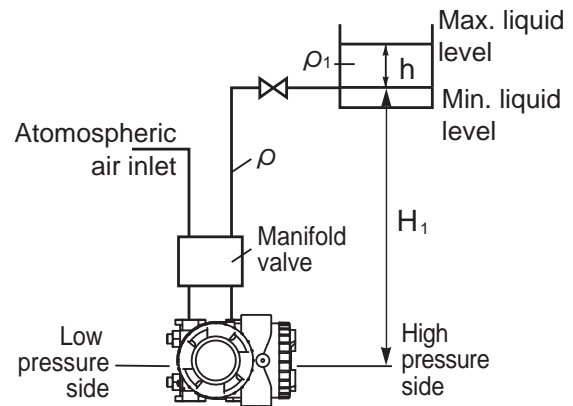 Max. liquid
level
ρ1
h
Min. liquid
level
Atomospheric
air inlet
ρ
H1
Manifold
valve
Low
pressure
side
High
pressure
side